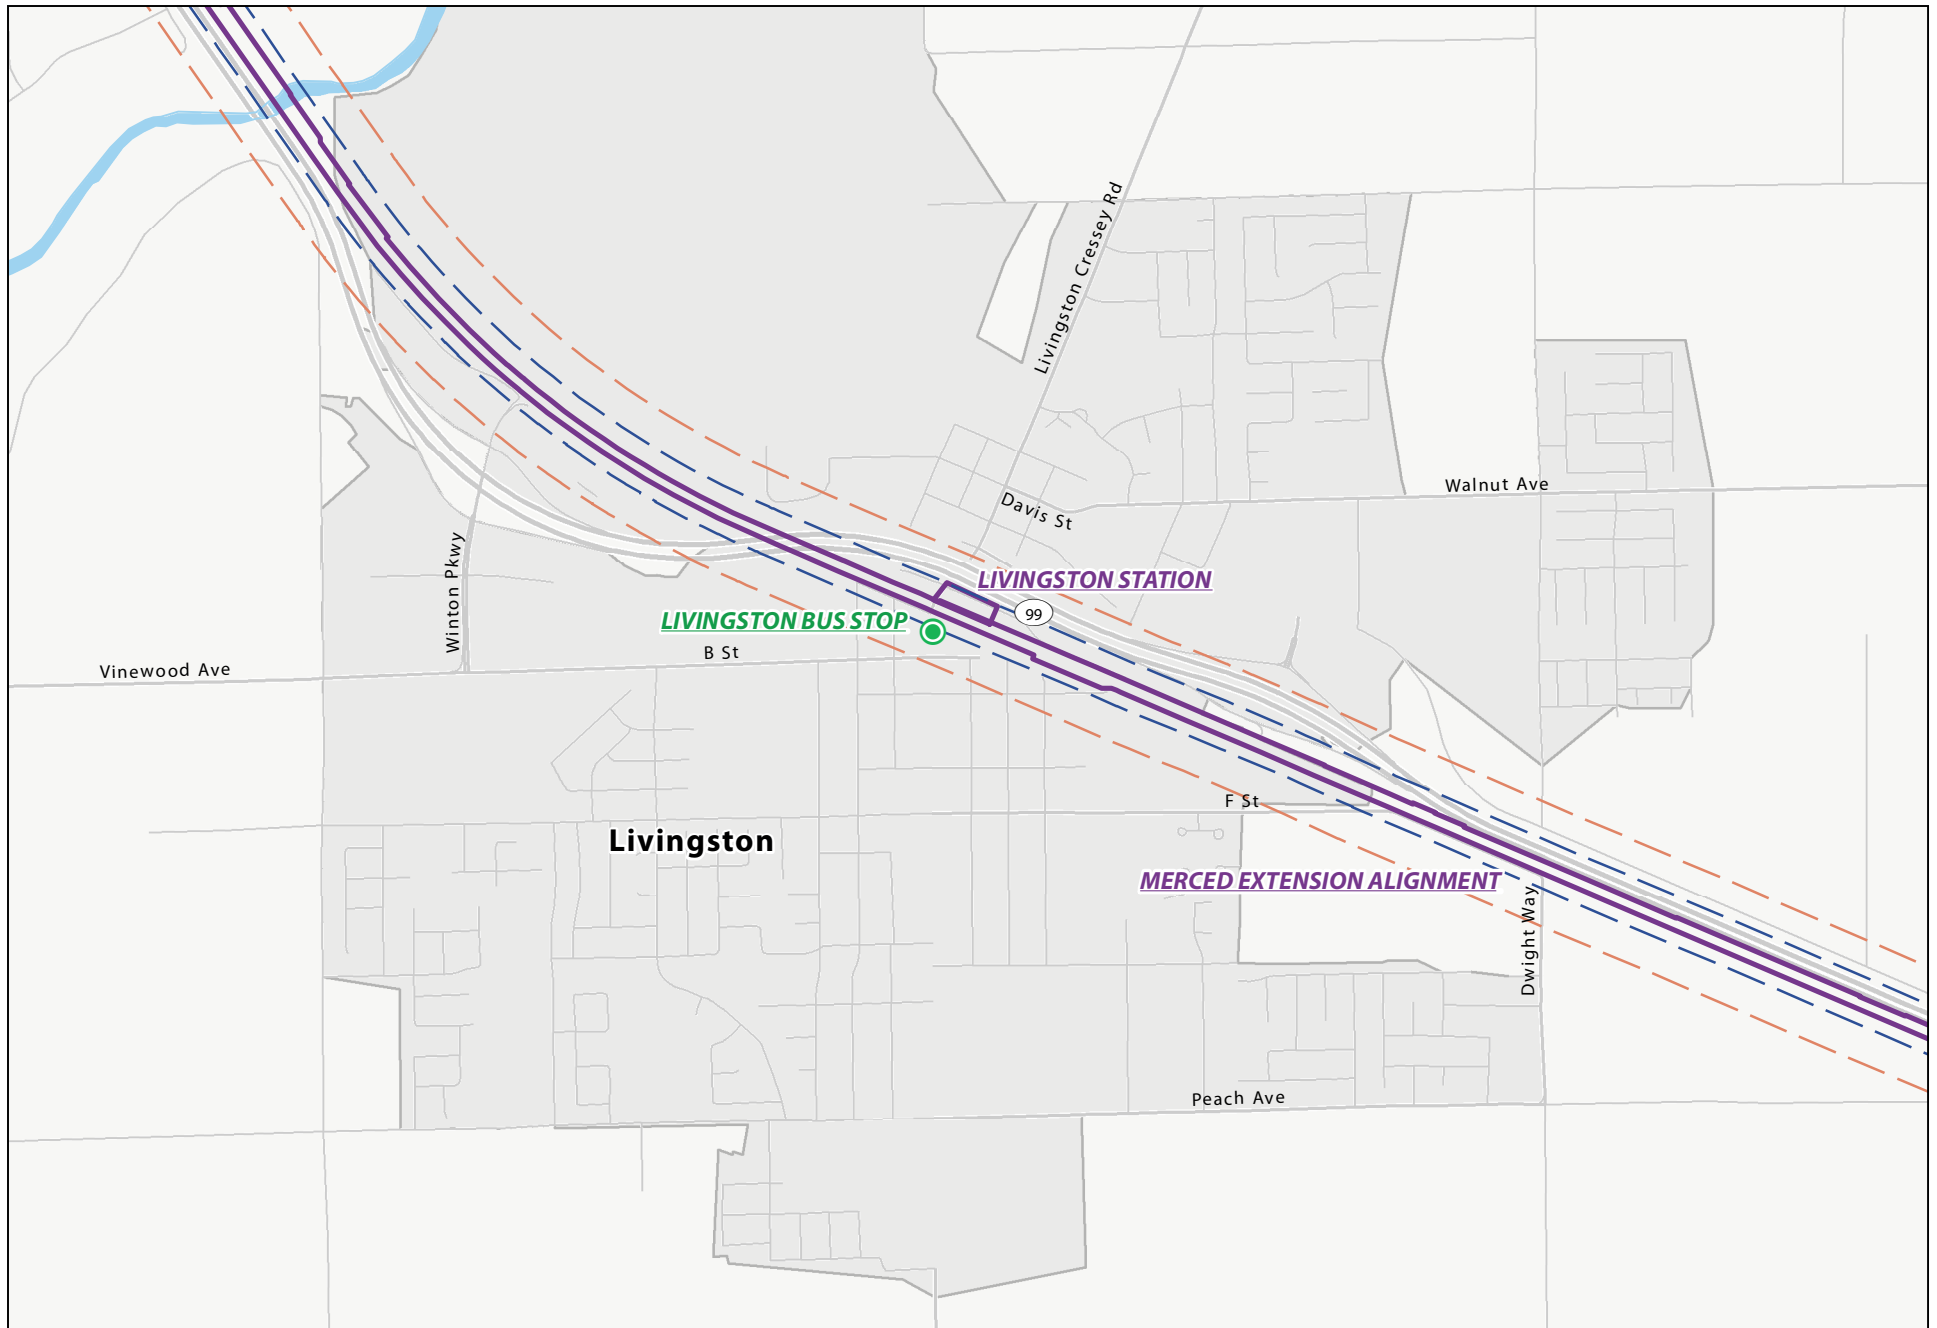 Livingston Cressey Rd
Walnut Ave
Davis St
Winton Pkwy
LIVINGSTON STATION
99
LIVINGSTON BUS STOP
B St
Vinewood Ave
F St
Livingston
MERCED EXTENSION ALIGNMENT
Dwight Way
Peach Ave